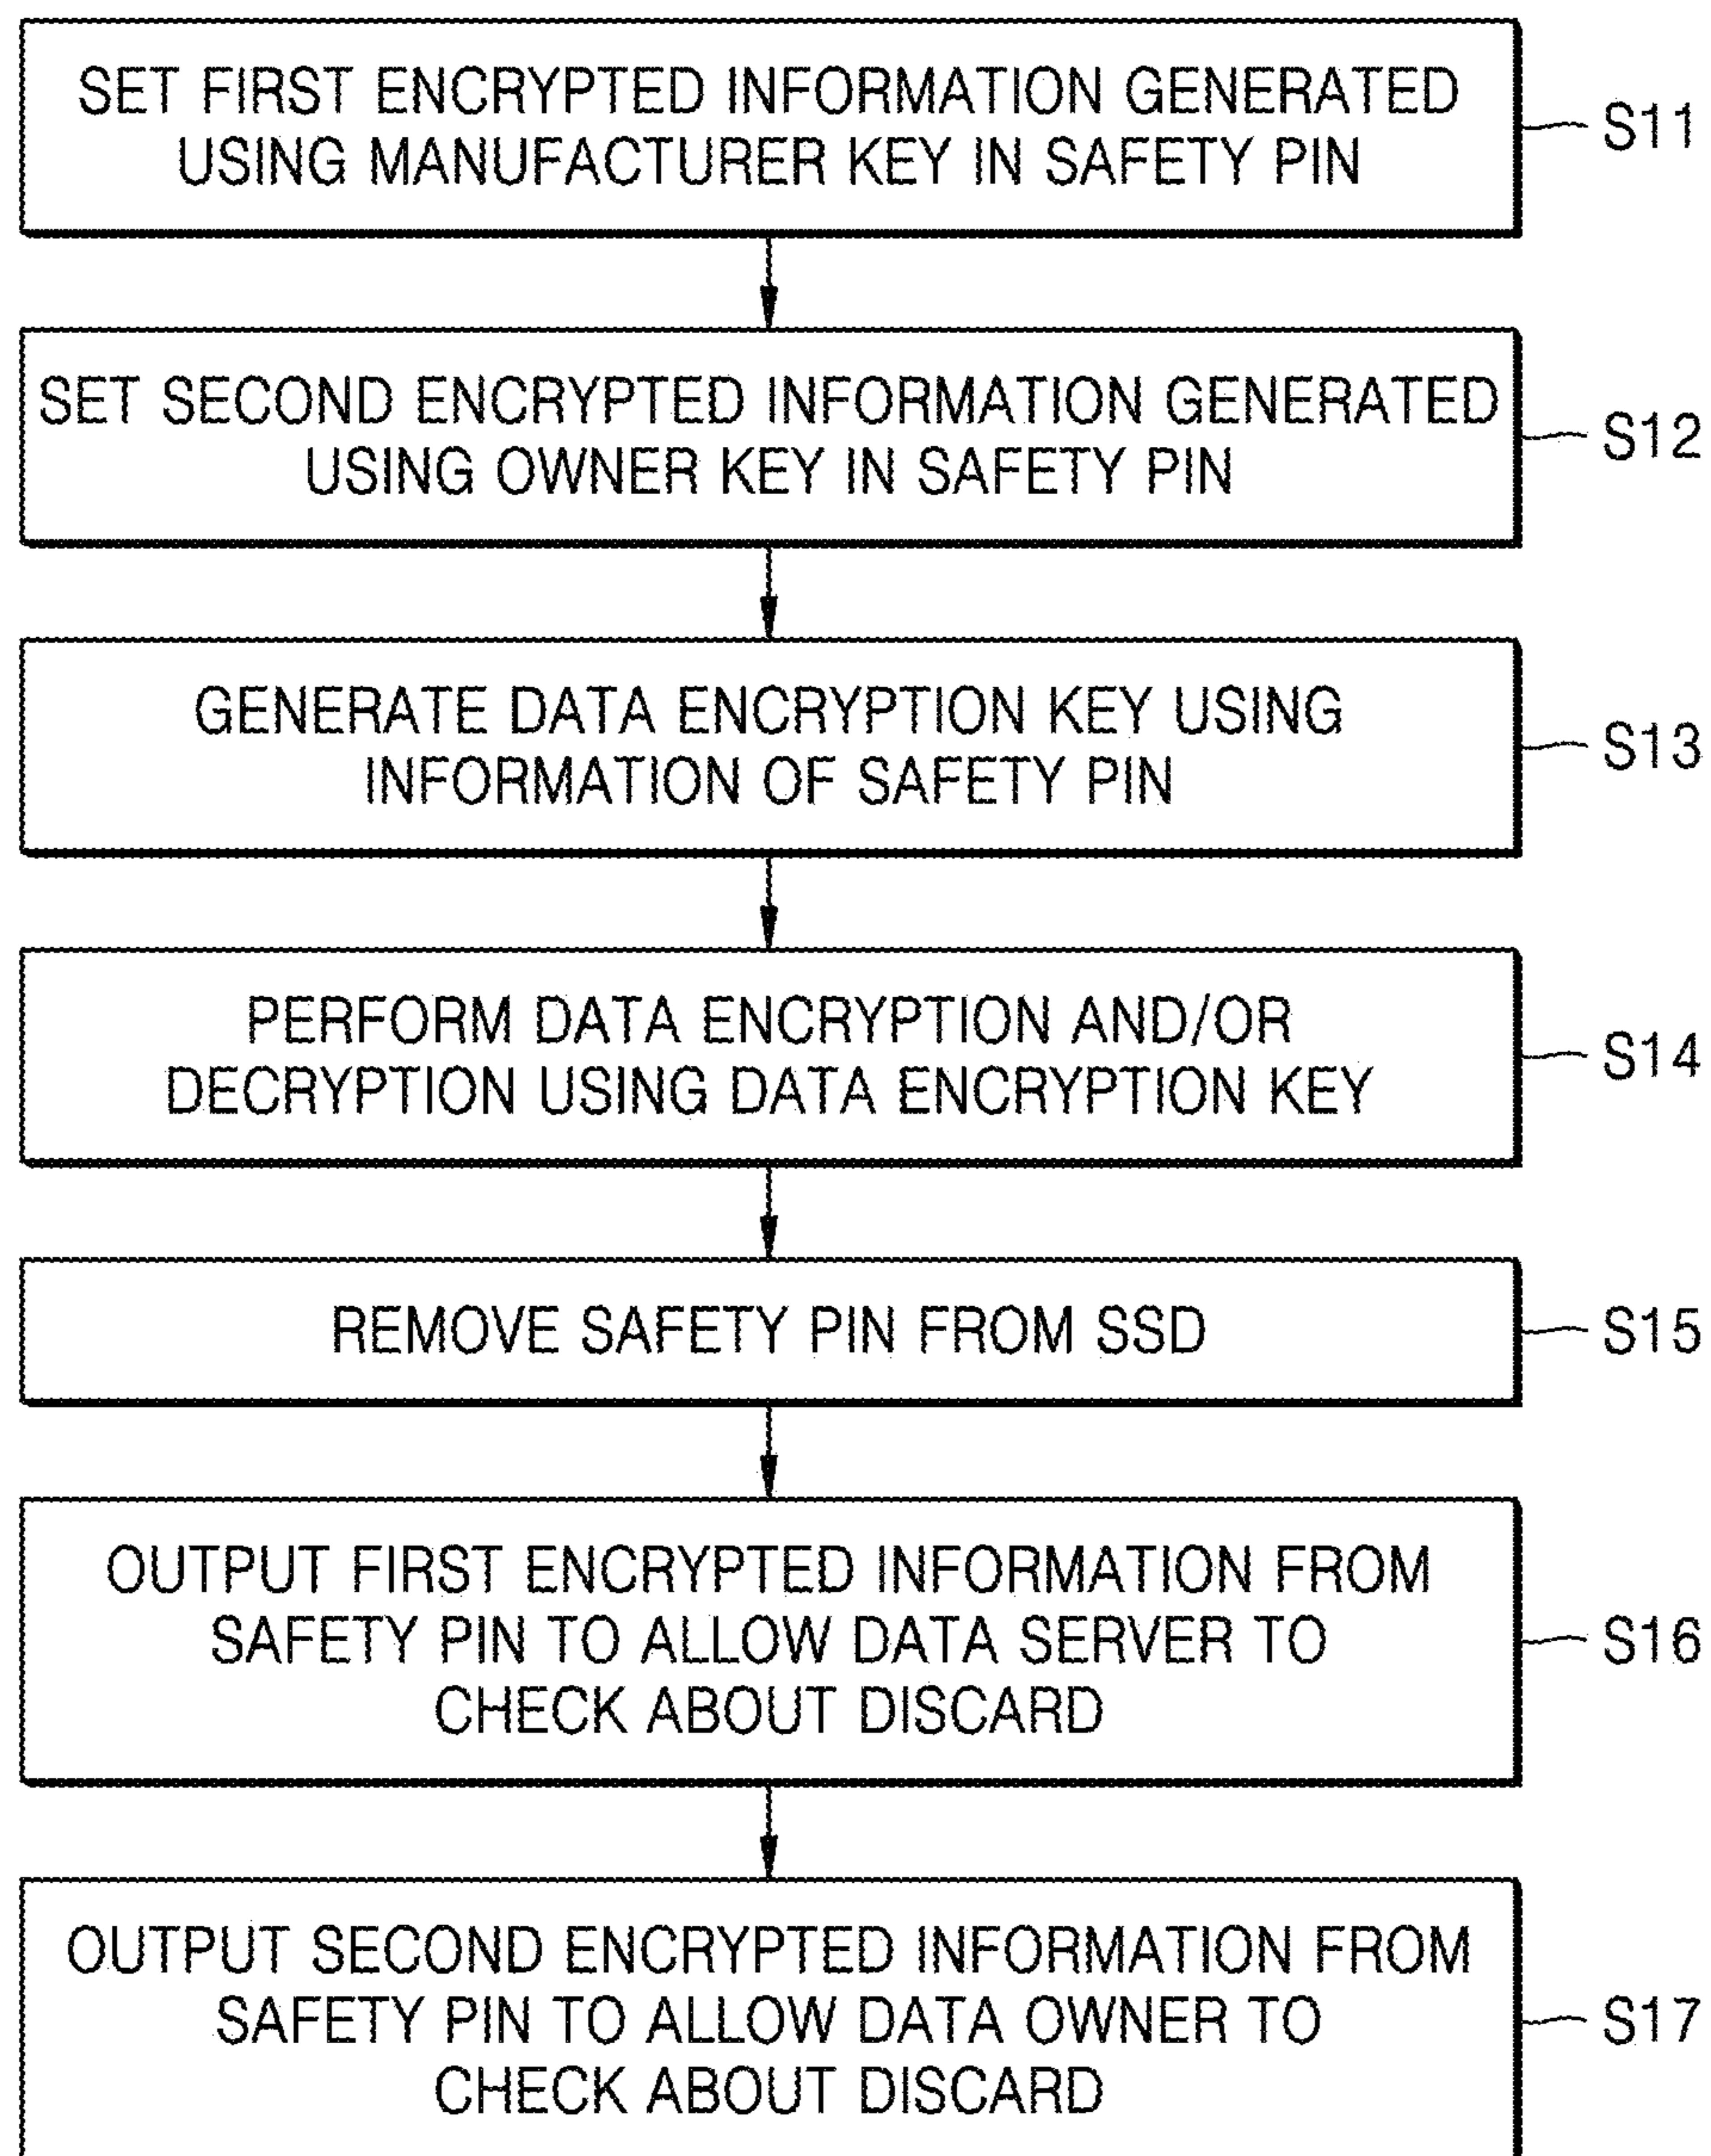 SET FIRST ENCRYPTED INFORMATION GENERATED
USING MANUFACTURER KEY IN SAFETY PIN
S11
SET SECOND ENCRYPTED INFORMATION GENERATED
USING OWNER KEY IN SAFETY PIN
S12
GENERATE DATA ENCRYPTION KEY USING
INFORMATION OF SAFETY PIN
S13
PERFORM DATA ENCRYPTION AND/OR
DECRYPTION USING DATA ENCRYPTION KEY
S14
REMOVE SAFETY PIN FROM SSD
S15
OUTPUT FIRST ENCRYPTED INFORMATION FROM
SAFETY PIN TO ALLOW DATA SERVER TO
CHECK ABOUT DISCARD
S16
OUTPUT SECOND ENCRYPTED INFORMATION FROM
SAFETY PIN TO ALLOW DATA OWNER TO
CHECK ABOUT DISCARD
S17